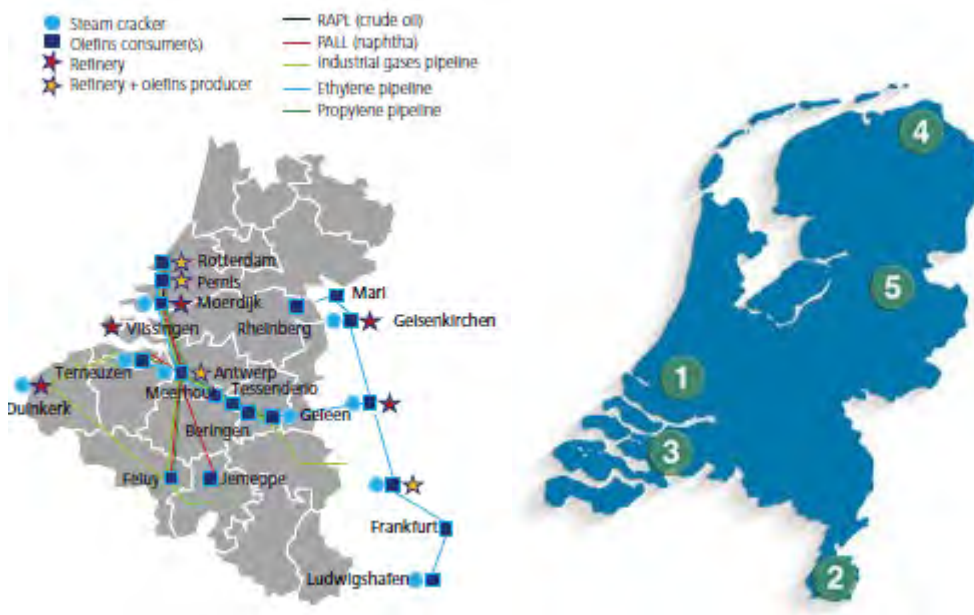 Steam cracker
Olefins consumer(s)
Refinery
Refinery + olefins producer
RAPL (crude oil)
PALL (naphtha)
Industrial gases pipeline
Ethylene pipeline
Propylene pipeline
Rotterdam
Pernis
Moerdijk
Vlissingen
Rheinberg
Marl
Gelsenkirchen
Terneuzen
Antwerp
Duinkerk
Meerhout
Tessenderlo
Beringen
Geleen
Feluy
Jemeppe
Frankfurt
Ludwigshafen
4
5
1
3
2